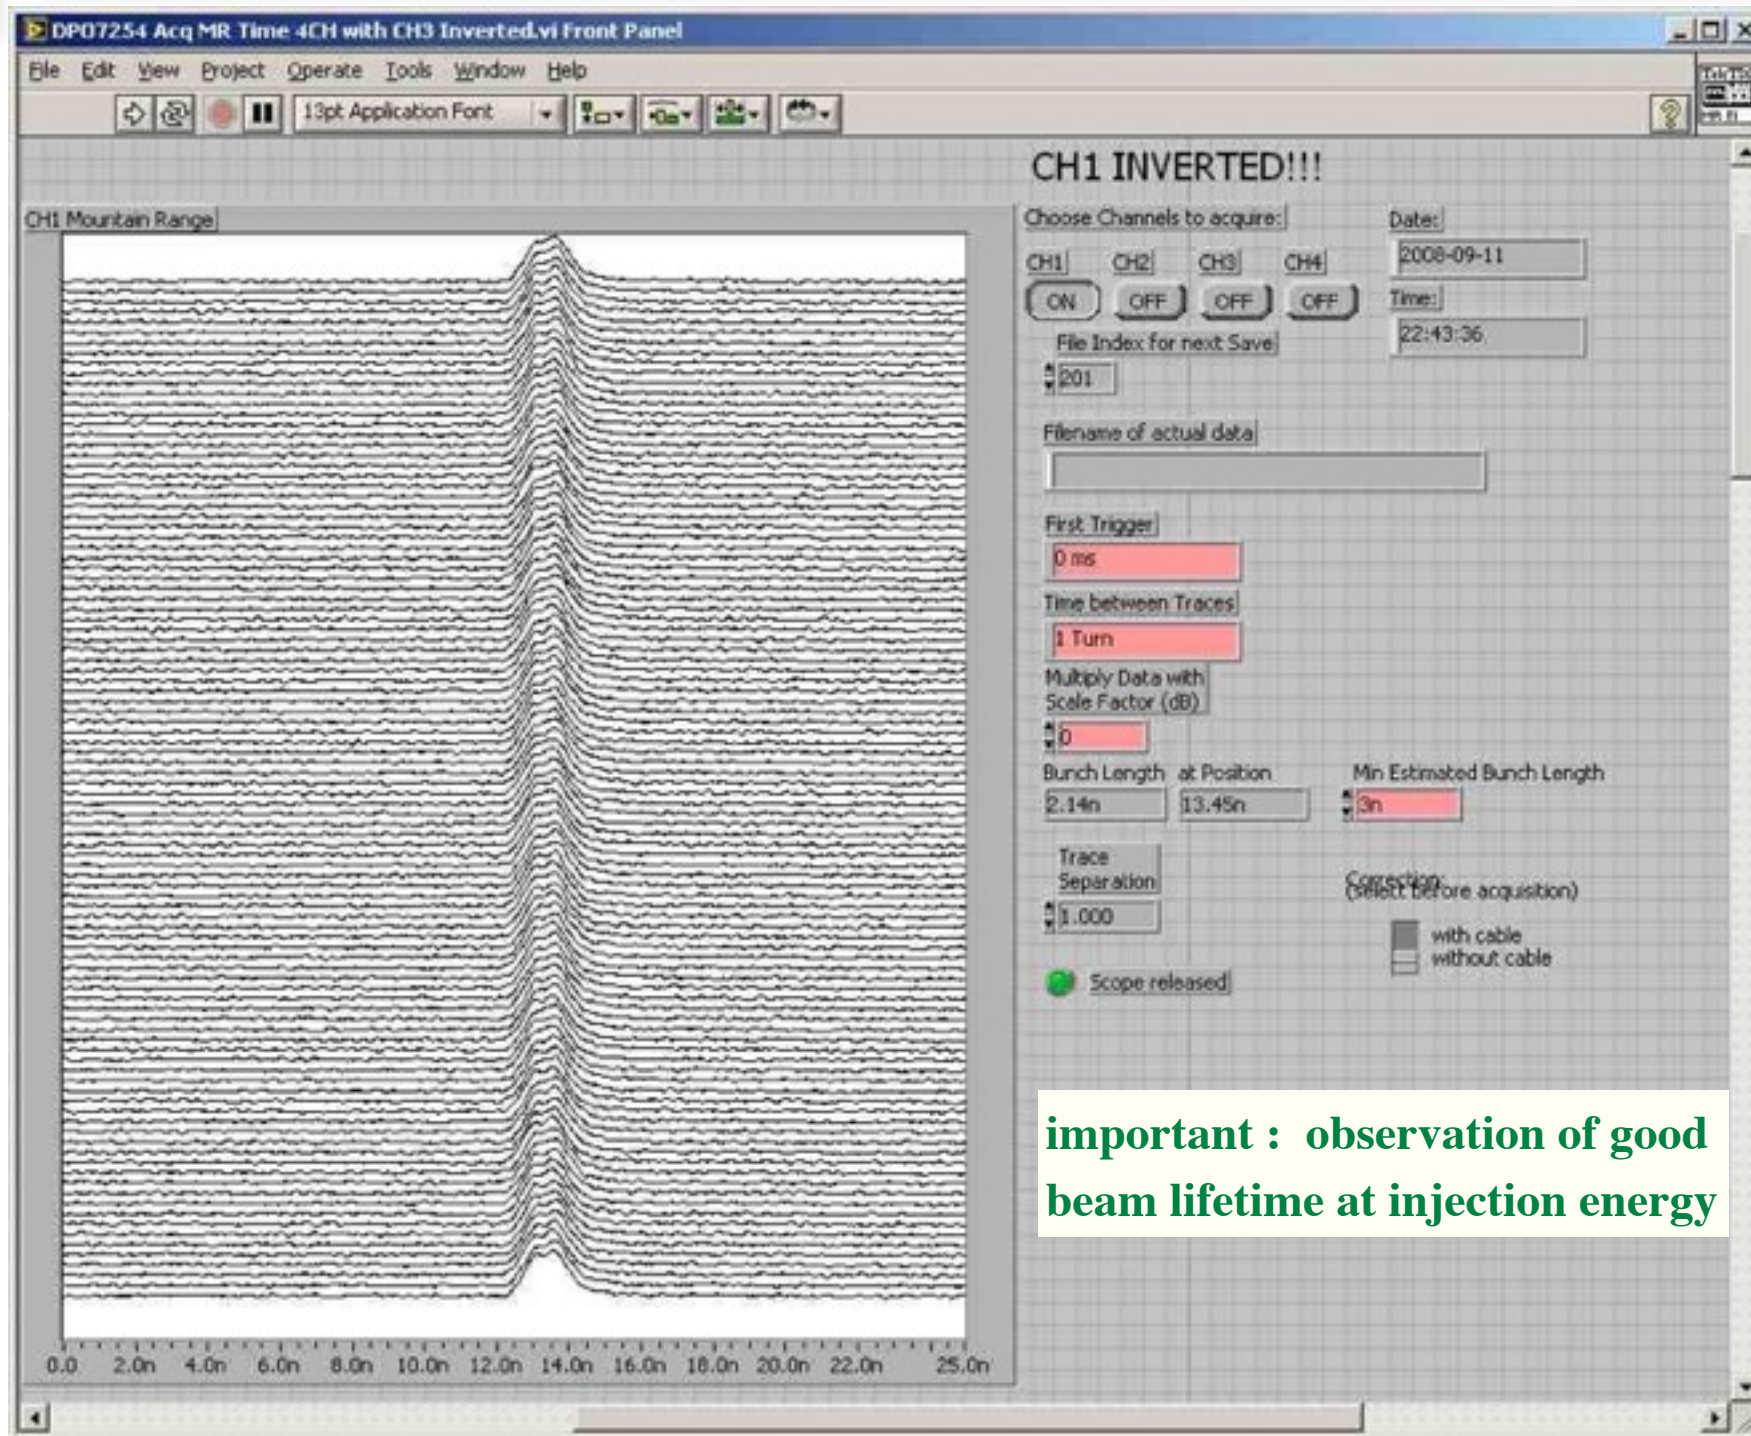 DPO7254 Acq MR Time 4CH with CH3 Inverted.vi Front Panel
File Edit View Project Operate Tools Window Help
13pt Application Font
CH1 INVERTED!!!
CH1 Mountain Range
Choose Channels to acquire:
Date:
2008-09-11
CH1 CH2 CH3 CH4
ON OFF OFF OFF
Time:
22:43:36
File Index for next Save
201
Filename of actual data
First Trigger
0 ms
Time between Traces
1 Turn
Multiply Data with
Scale Factor (dB)
0
Bunch Length at Position Min Estimated Bunch Length
2.14n 13.45n 3n
Trace
Separation
1.000
Correction:
(select before acquisition)
with cable
without cable
Scope released
important : observation of good
beam lifetime at injection energy
0.0 2.0n 4.0n 6.0n 8.0n 10.0n 12.0n 14.0n 16.0n 18.0n 20.0n 22.0n 25.0n